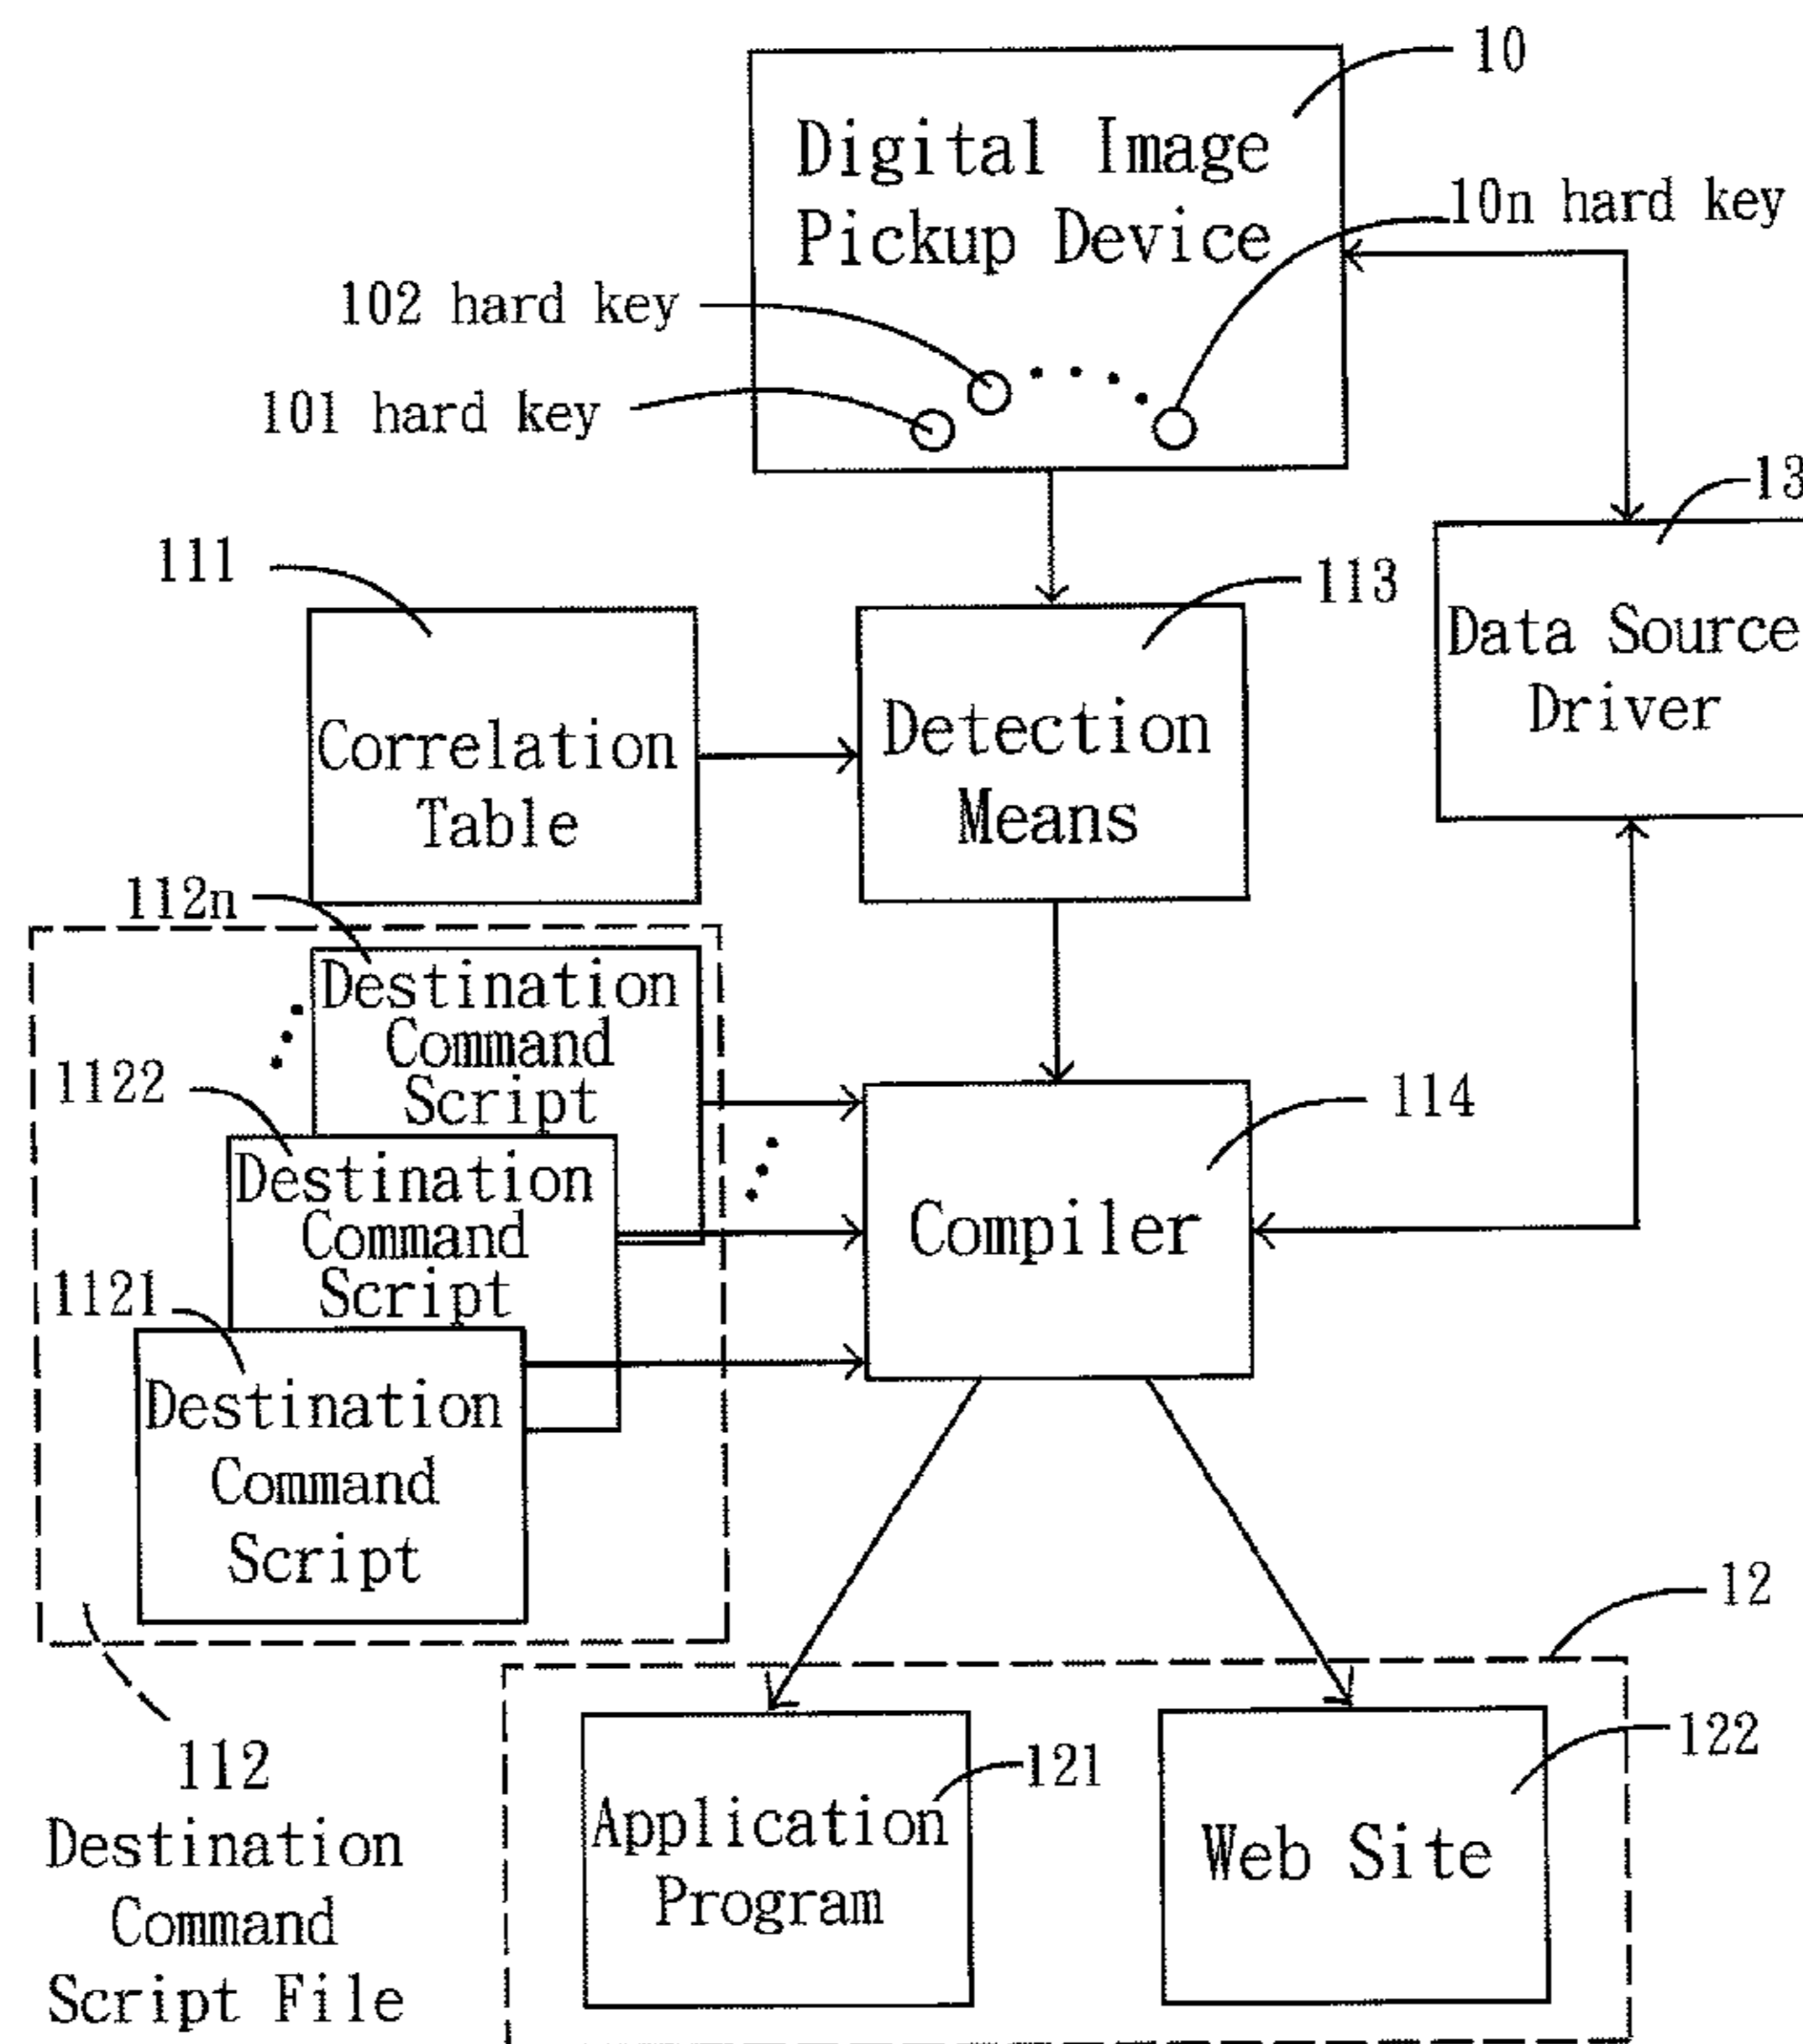 10
Digital Image
Pickup Device
10n hard key
102 hard key
101 hard key
13
111
113
Data Source
Driver
Correlation
Table
Detection
Means
112n
Destination
Command
Script
1122
114
Destination
Command
Script
Compiler
1121
Destination
Command
Script
12
112
Destination
Command
Script File
121
122
Application
Program
Web Site